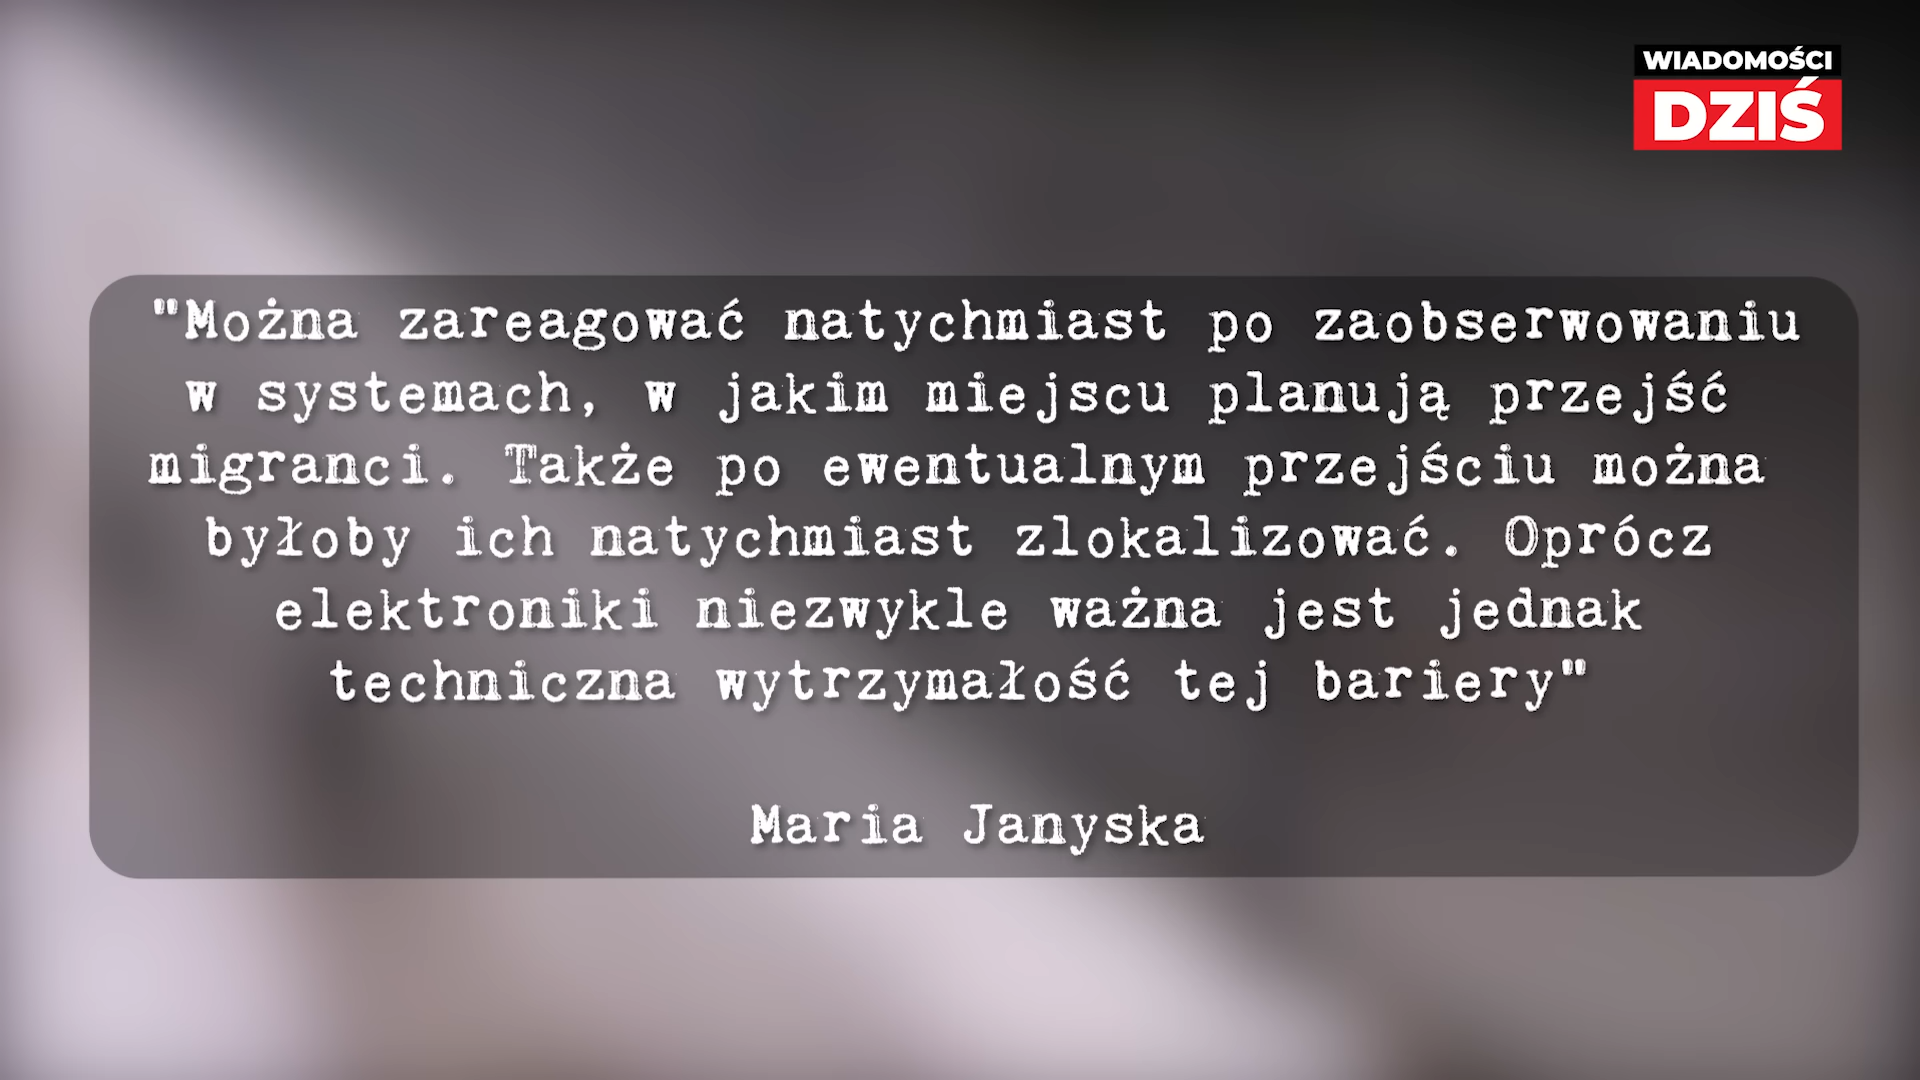 WIADOMOŚCI
DZIŚ
"Można zareagować natychmiast po zaobserwowaniu
w systemach, w jakim miejscu planują przejść
migranci. Także po ewentualnym przejściu można
byłoby ich natychmiast zlokalizować. Oprócz
elektroniki niezwykle ważna jest jednak
techniczna wytrzymałość tej bariery"
Maria Janyska